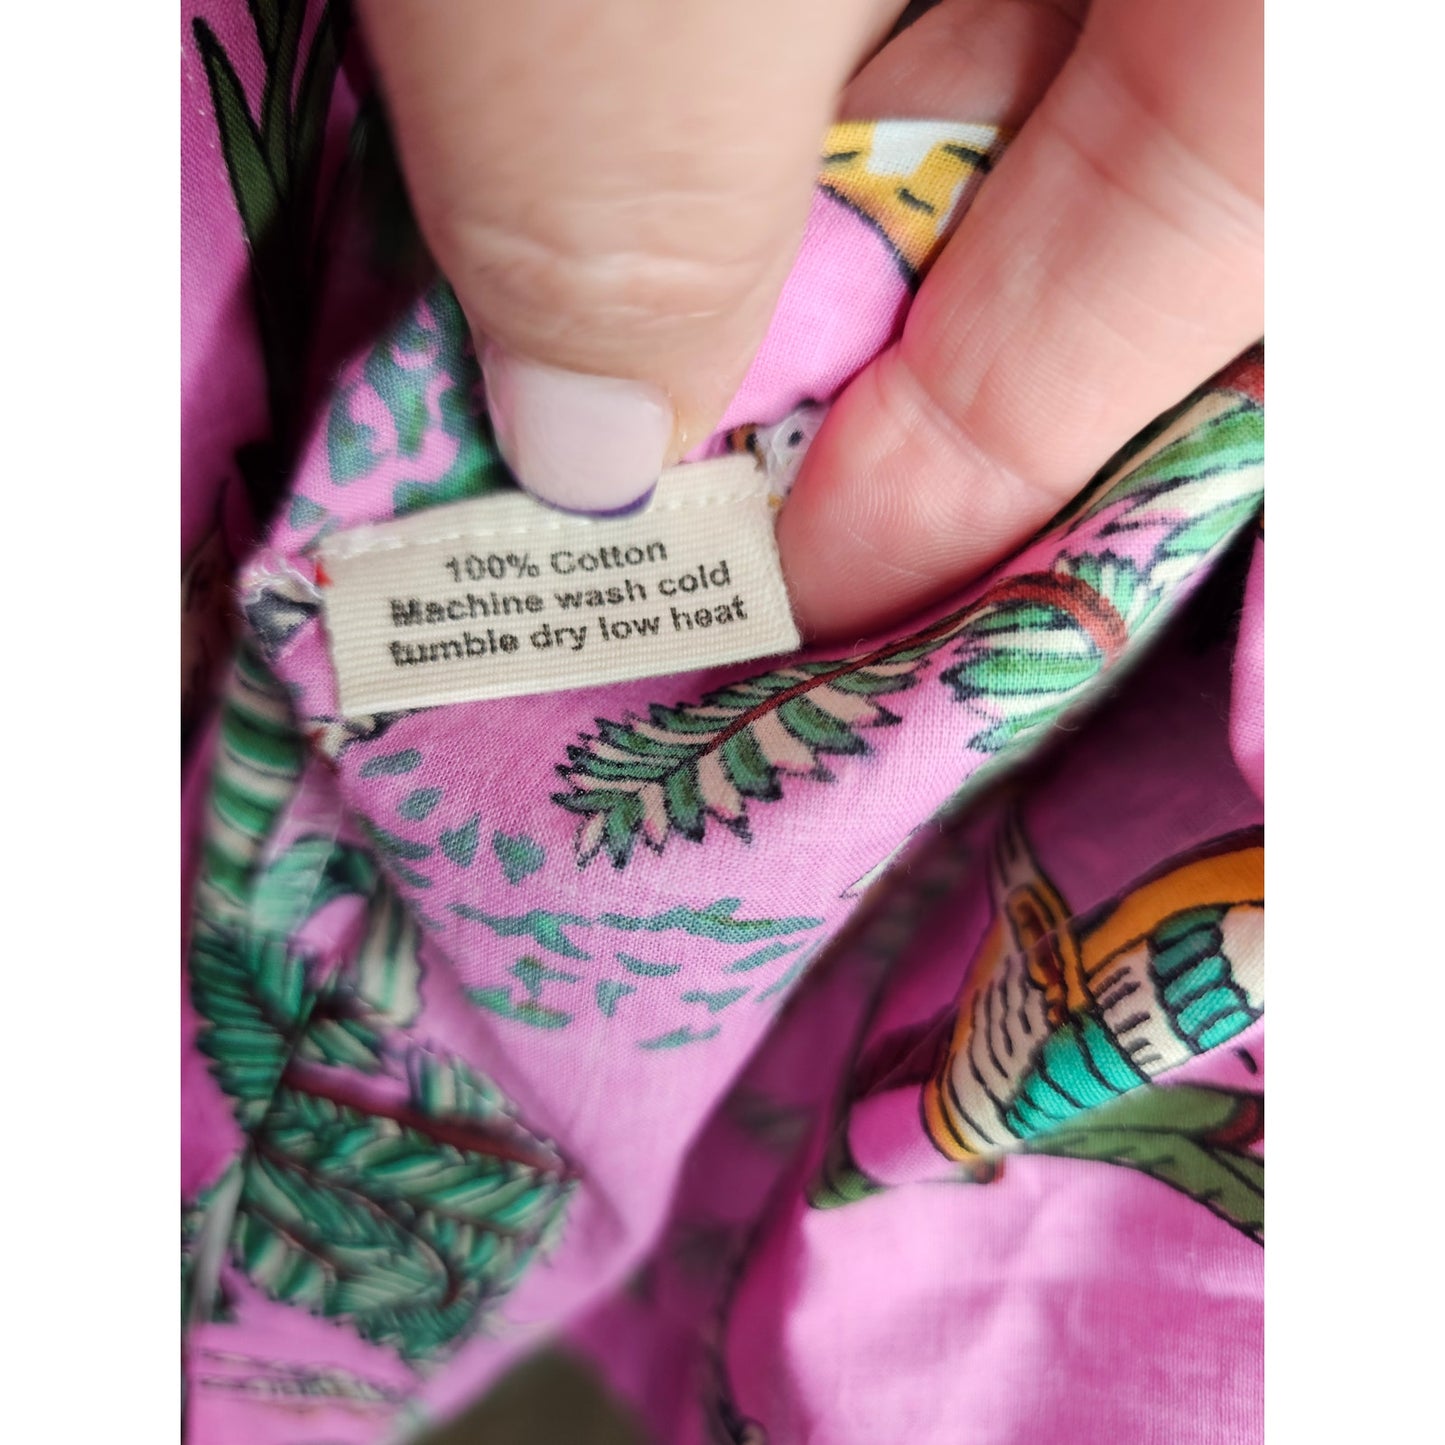 100% Cotton
Machine wash cold
tumble dry low heat